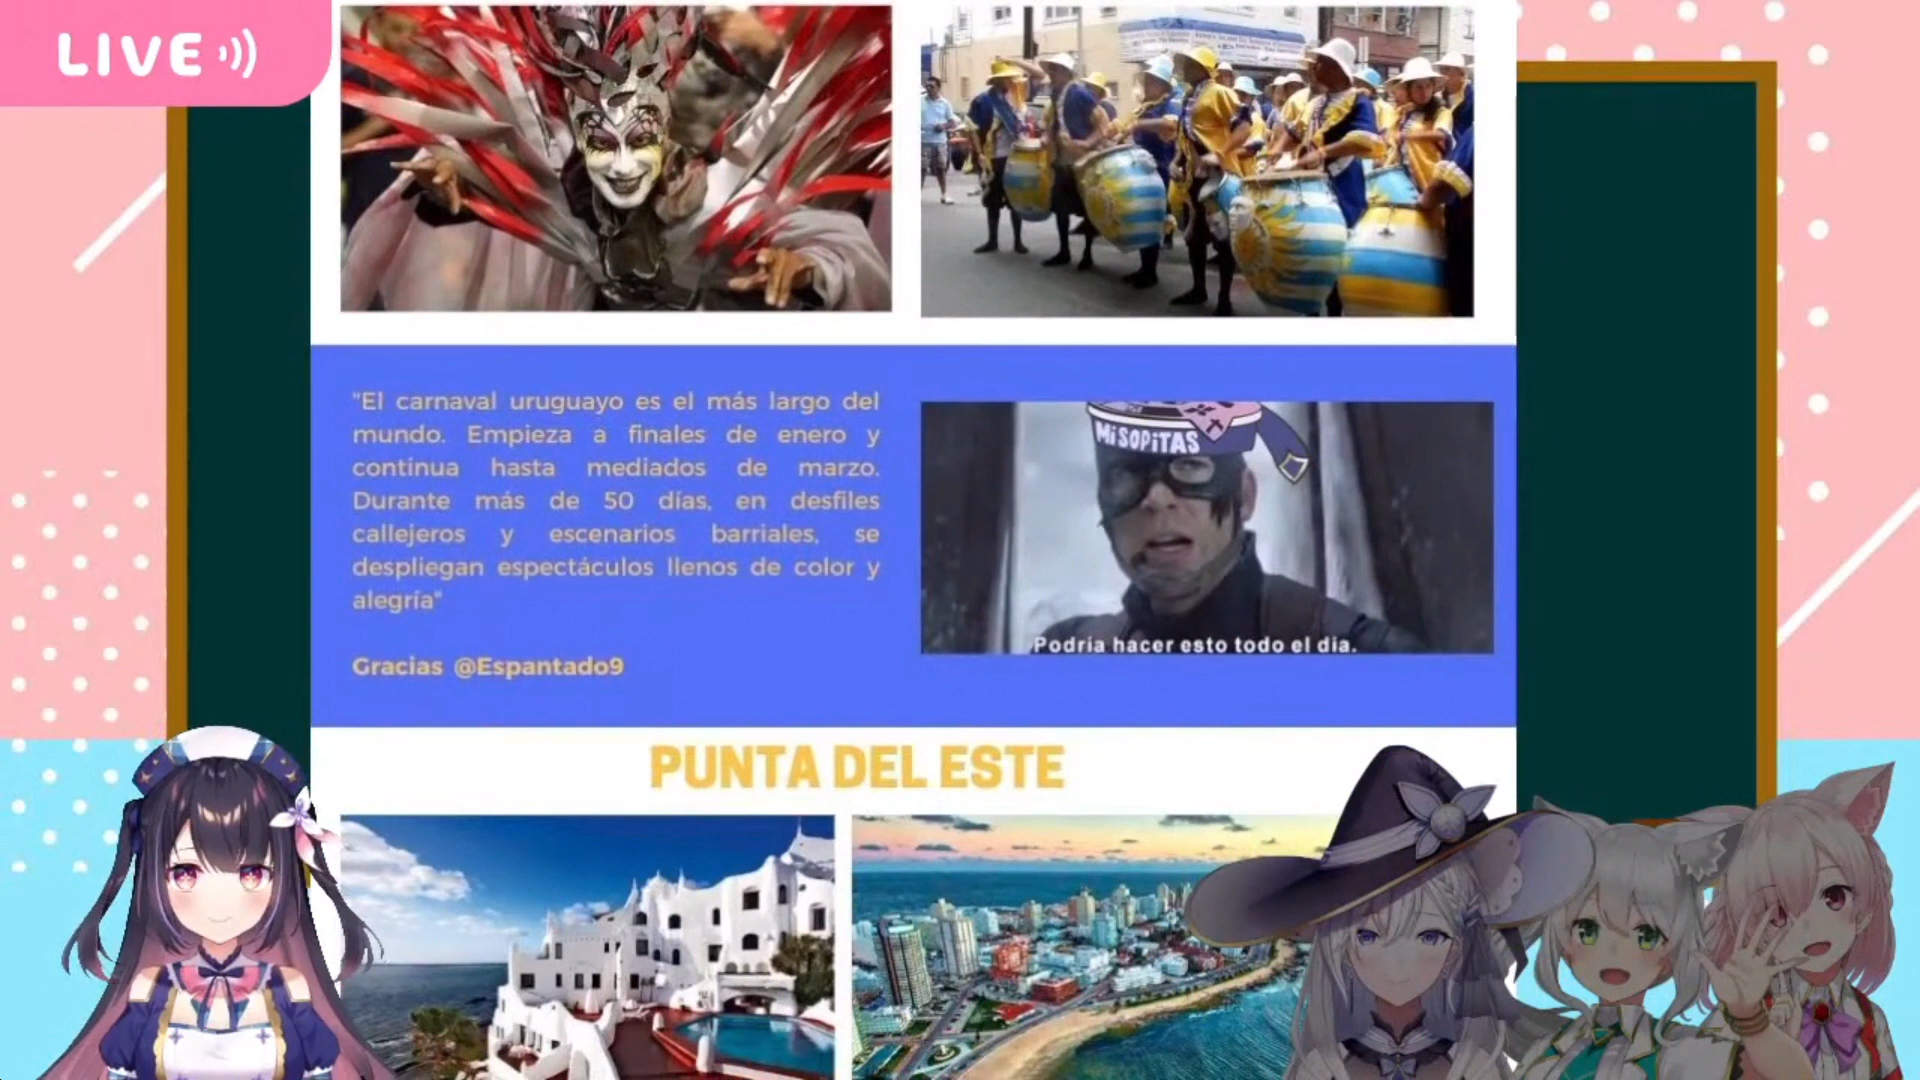 LIVE
"El carnaval uruguayo es el más largo del
mundo. Empieza a finales de enero y
continua hasta mediados de marzo.
Durante más de 50 días, en desfiles
callejeros y escenarios barriales, se
despliegan espectáculos llenos de color y
alegría"
Gracias @Espantado9
MiSOPiTAS
Podría hacer esto todo el día.
PUNTA DEL ESTE